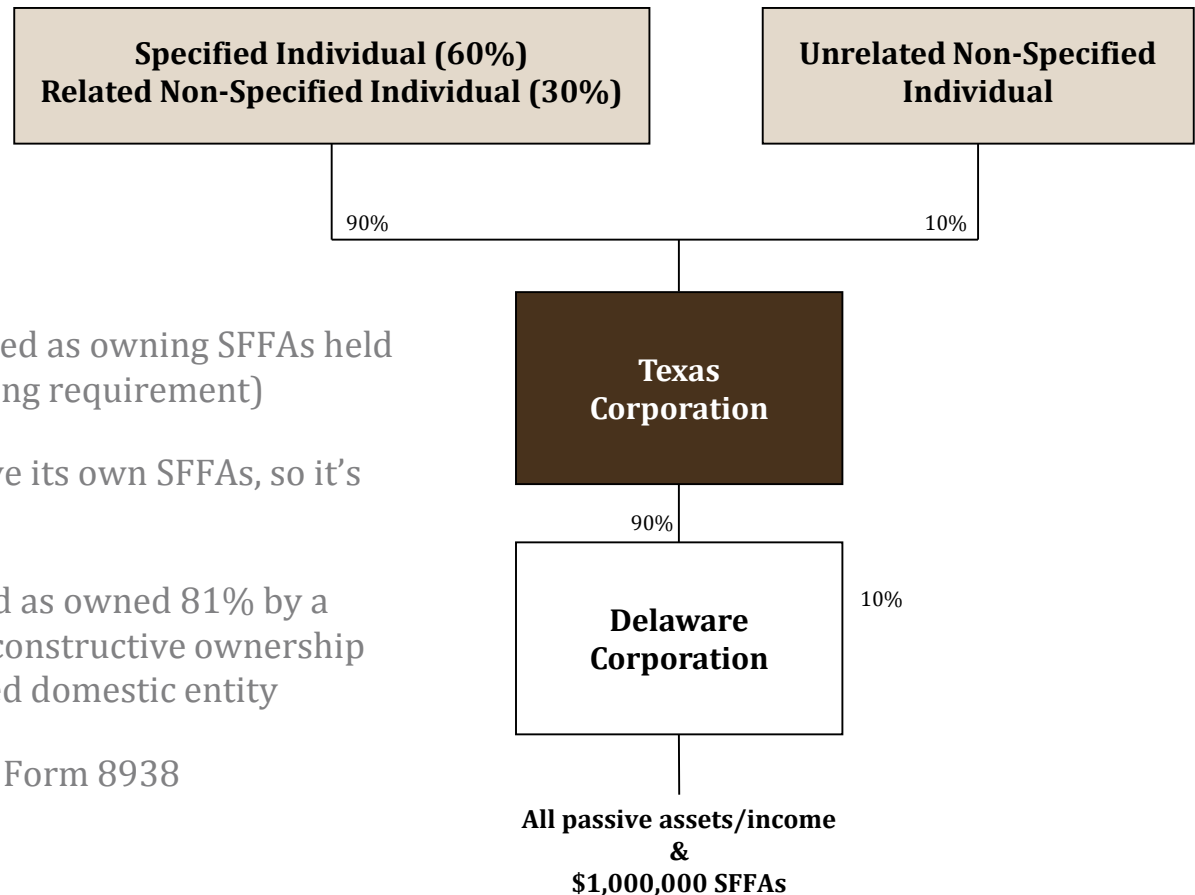 Specified Individual (60%)
Related Non-Specified Individual (30%)
Unrelated Non-Specified
Individual
90%
10%
Texas
Corporation
90%
Delaware
Corporation
10%
All passive assets/income
&
$1,000,000 SFFAs
ed as owning SFFAs held
ng requirement)
ve its own SFFAs, so it’s
d as owned 81% by a
constructive ownership
ed domestic entity
Form 8938